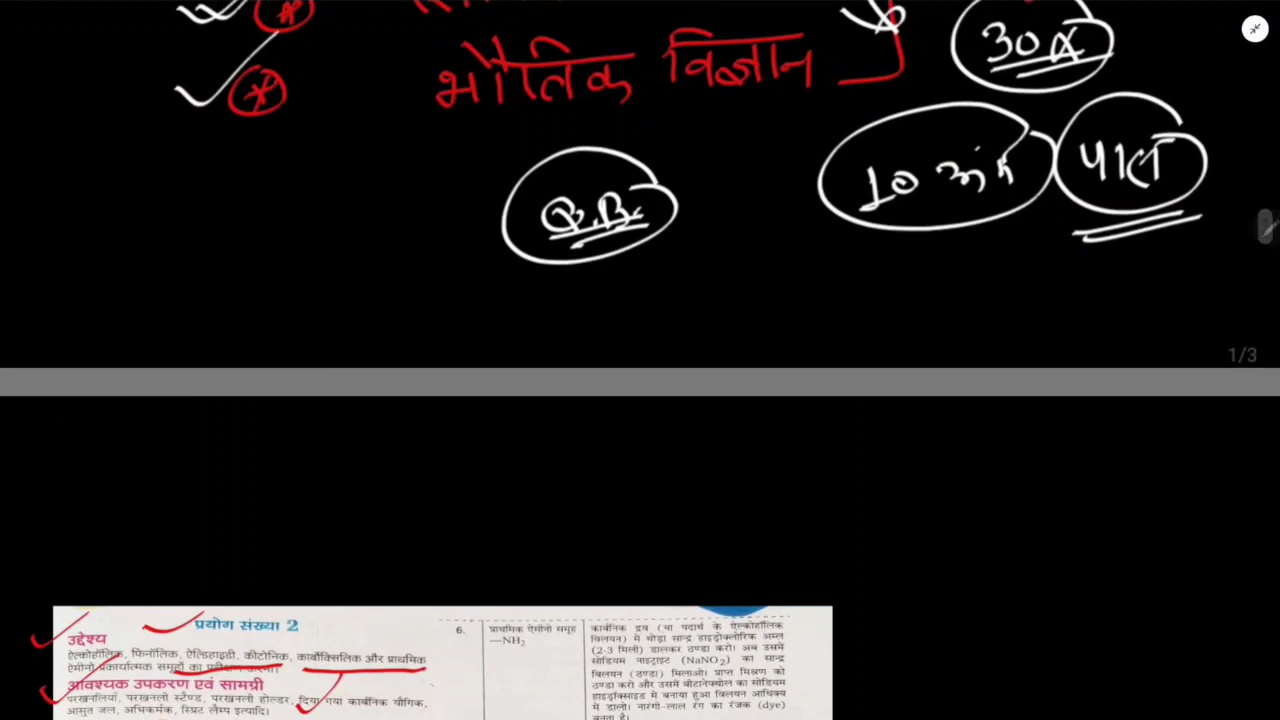 भौतिक विज्ञान
30
10 अंक
पास
B.B.
1/3
प्रयोग संख्या 2
उद्देश्य
ऐल्कोहॉलिक, फिनॉलिक, ऐल्डिहाइडी, कीटोनिक, कार्बोक्सिलिक और प्राथमिक
ऐमीनो प्रकार्यात्मक समूहों का परीक्षण करना।
आवश्यक उपकरण एवं सामग्री
परखनलियाँ, परखनली स्टैण्ड, परखनली होल्डर, दिया गया कार्बनिक यौगिक,
आसुत जल, अभिकर्मक, स्प्रिट लैम्प इत्यादि।
6.
प्राथमिक ऐमीनो समूह
—NH₂
कार्बनिक द्रव (या पदार्थ के ऐल्कोहॉलिक
विलयन) में थोड़ा सान्द्र हाइड्रोक्लोरिक अम्ल
(2-3 मिली) डालकर ठण्डा करो। अब उसमें
सोडियम नाइट्राइट (NaNO₂) का सान्द्र
विलयन (ठण्डा) मिलाओ। प्राप्त मिश्रण को
ठण्डा करो और उसमें बीटानेफ्थोल का सोडियम
हाइड्रॉक्साइड में बनाया हुआ विलयन आधिक्य
में डालो। नारंगी-लाल रंग का रंजक (dye)
बनता है।